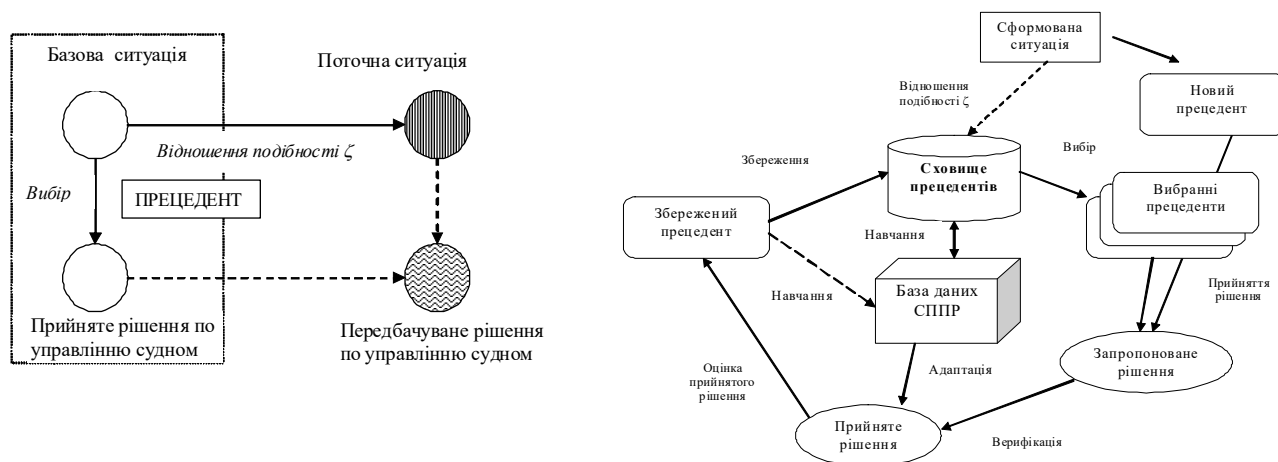 Базова ситуація
Поточна ситуація
Відношення подібності ζ
Вибір
ПРЕЦЕДЕНТ
Прийняте рішення по
управлінню судном
Передбачуване рішення
по управлінню судном
Сформована
ситуація
Відношення
подібності ζ
Новий
прецедент
Збереження
Сховище
прецедентів
Вибір
Вибранні
прецеденти
Збережений
прецедент
Навчання
Навчання
База даних
СППР
Прийняття
рішення
Оцінка
прийнятого
рішення
Адаптація
Запропоноване
рішення
Прийняте
рішення
Верифікація